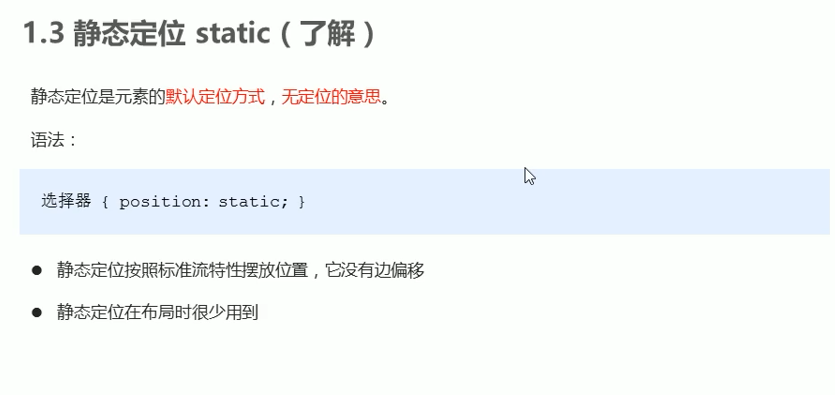 1.3 静态定位 static（了解）
静态定位是元素的默认定位方式，无定位的意思。
语法：
选择器 { position: static; }
● 静态定位按照标准流特性摆放位置，它没有边偏移
● 静态定位在布局时很少用到